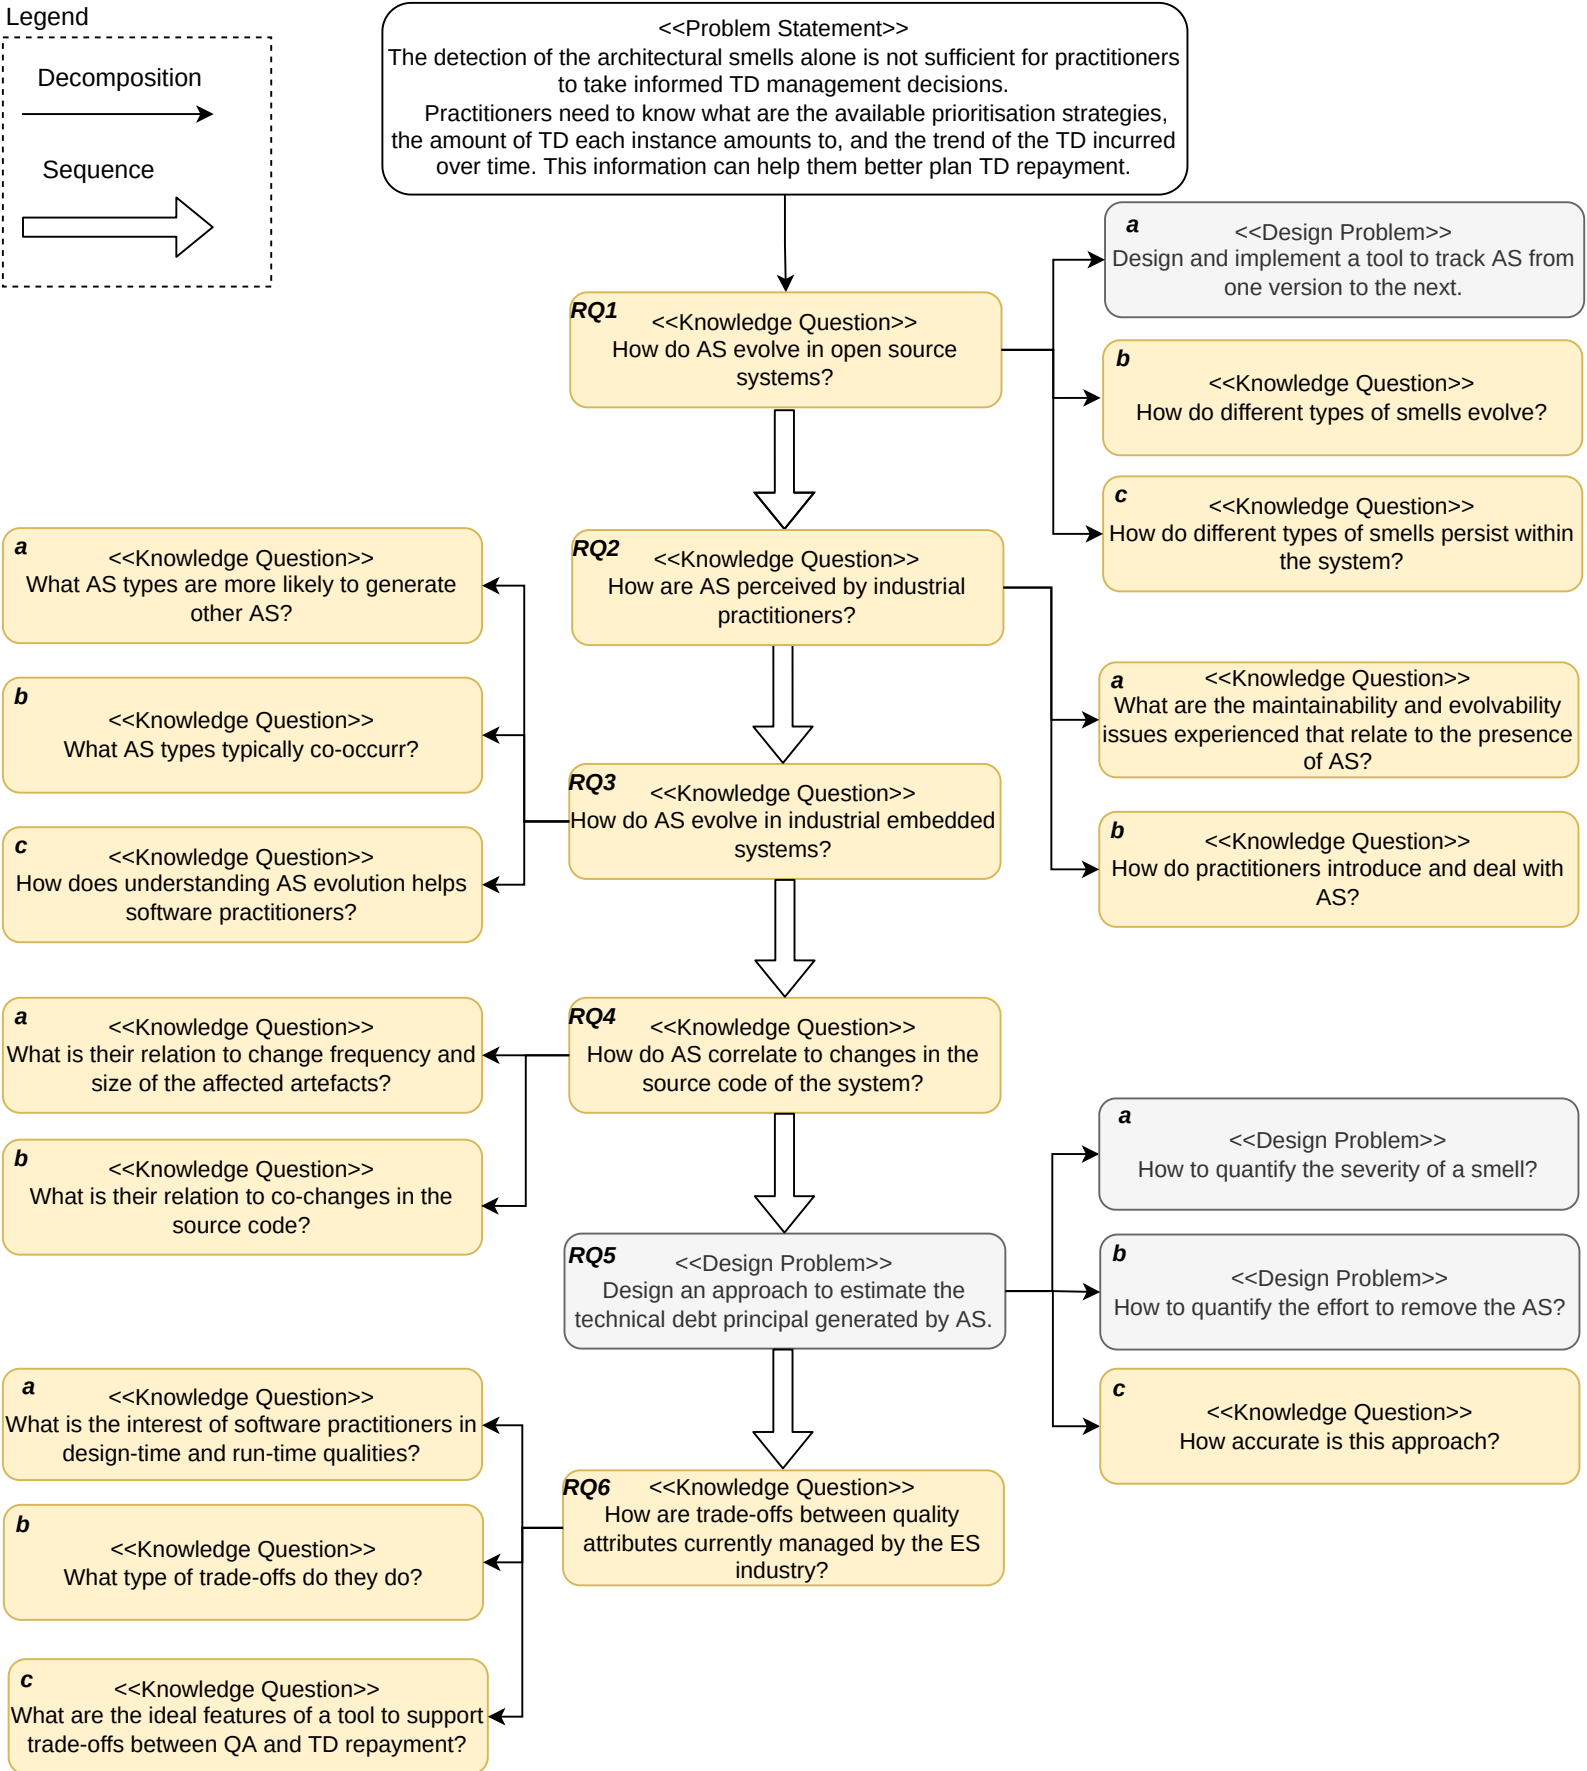 Legend
Decomposition
Sequence
<<Problem Statement>>
The detection of the architectural smells alone is not sufficient for practitioners
to take informed TD management decisions.
Practitioners need to know what are the available prioritisation strategies,
the amount of TD each instance amounts to, and the trend of the TD incurred
over time. This information can help them better plan TD repayment.
RQ1
<<Knowledge Question>>
How do AS evolve in open source
systems?
a
<<Design Problem>>
Design and implement a tool to track AS from
one version to the next.
b
<<Knowledge Question>>
How do different types of smells evolve?
c
<<Knowledge Question>>
How do different types of smells persist within
the system?
RQ2
<<Knowledge Question>>
How are AS perceived by industrial
practitioners?
a
<<Knowledge Question>>
What are the maintainability and evolvability
issues experienced that relate to the presence
of AS?
b
<<Knowledge Question>>
How do practitioners introduce and deal with
AS?
RQ3
<<Knowledge Question>>
How do AS evolve in industrial embedded
systems?
a
<<Knowledge Question>>
What AS types are more likely to generate
other AS?
b
<<Knowledge Question>>
What AS types typically co-occurr?
c
<<Knowledge Question>>
How does understanding AS evolution helps
software practitioners?
RQ4
<<Knowledge Question>>
How do AS correlate to changes in the
source code of the system?
a
<<Knowledge Question>>
What is their relation to change frequency and
size of the affected artefacts?
b
<<Knowledge Question>>
What is their relation to co-changes in the
source code?
RQ5
<<Design Problem>>
Design an approach to estimate the
technical debt principal generated by AS.
a
<<Design Problem>>
How to quantify the severity of a smell?
b
<<Design Problem>>
How to quantify the effort to remove the AS?
c
<<Knowledge Question>>
How accurate is this approach?
RQ6
<<Knowledge Question>>
How are trade-offs between quality
attributes currently managed by the ES
industry?
a
<<Knowledge Question>>
What is the interest of software practitioners in
design-time and run-time qualities?
b
<<Knowledge Question>>
What type of trade-offs do they do?
c
<<Knowledge Question>>
What are the ideal features of a tool to support
trade-offs between QA and TD repayment?